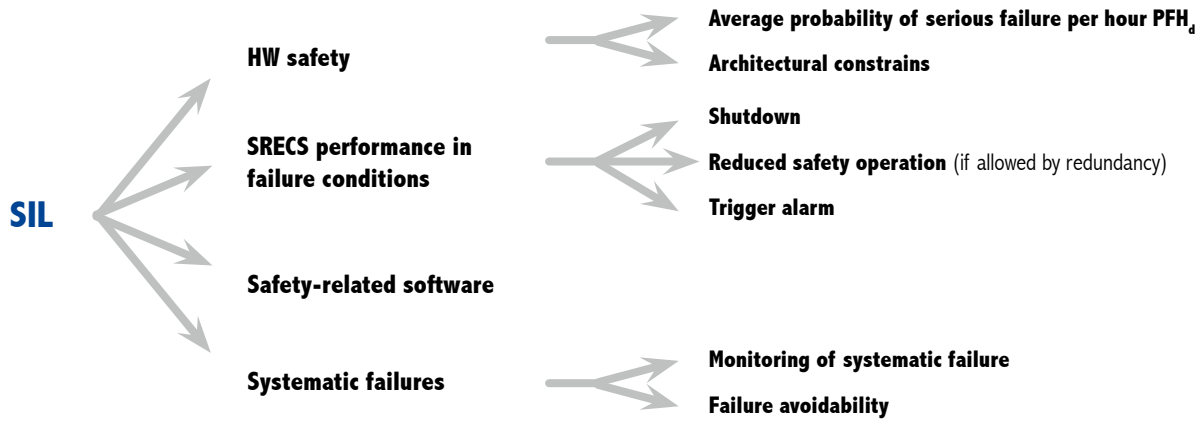 SIL
HW safety
Average probability of serious failure per hour PFHd
Architectural constrains
SRECS performance in
failure conditions
Shutdown
Reduced safety operation (if allowed by redundancy)
Trigger alarm
Safety-related software
Systematic failures
Monitoring of systematic failure
Failure avoidability